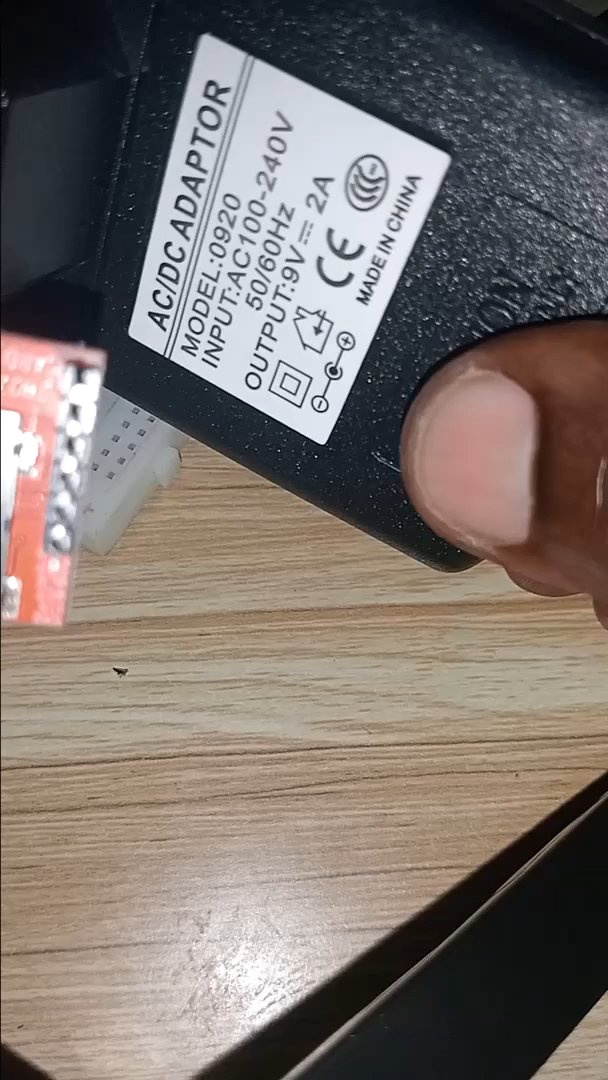 AC/DC ADAPTOR
MODEL:0920
INPUT:AC100-240V
50/60Hz
OUTPUT:9V⎓2A
CE
MADE IN CHINA